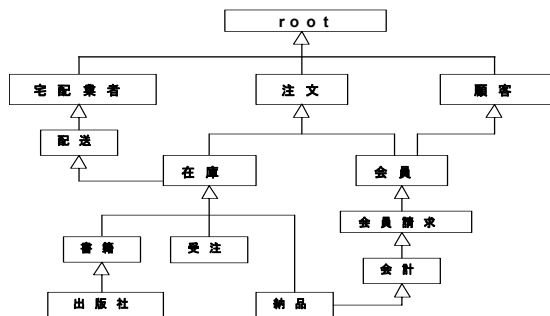 root
宅配業者
注文
顧客
配送
在庫
会員
会員請求
書籍
受注
会計
出版社
納品